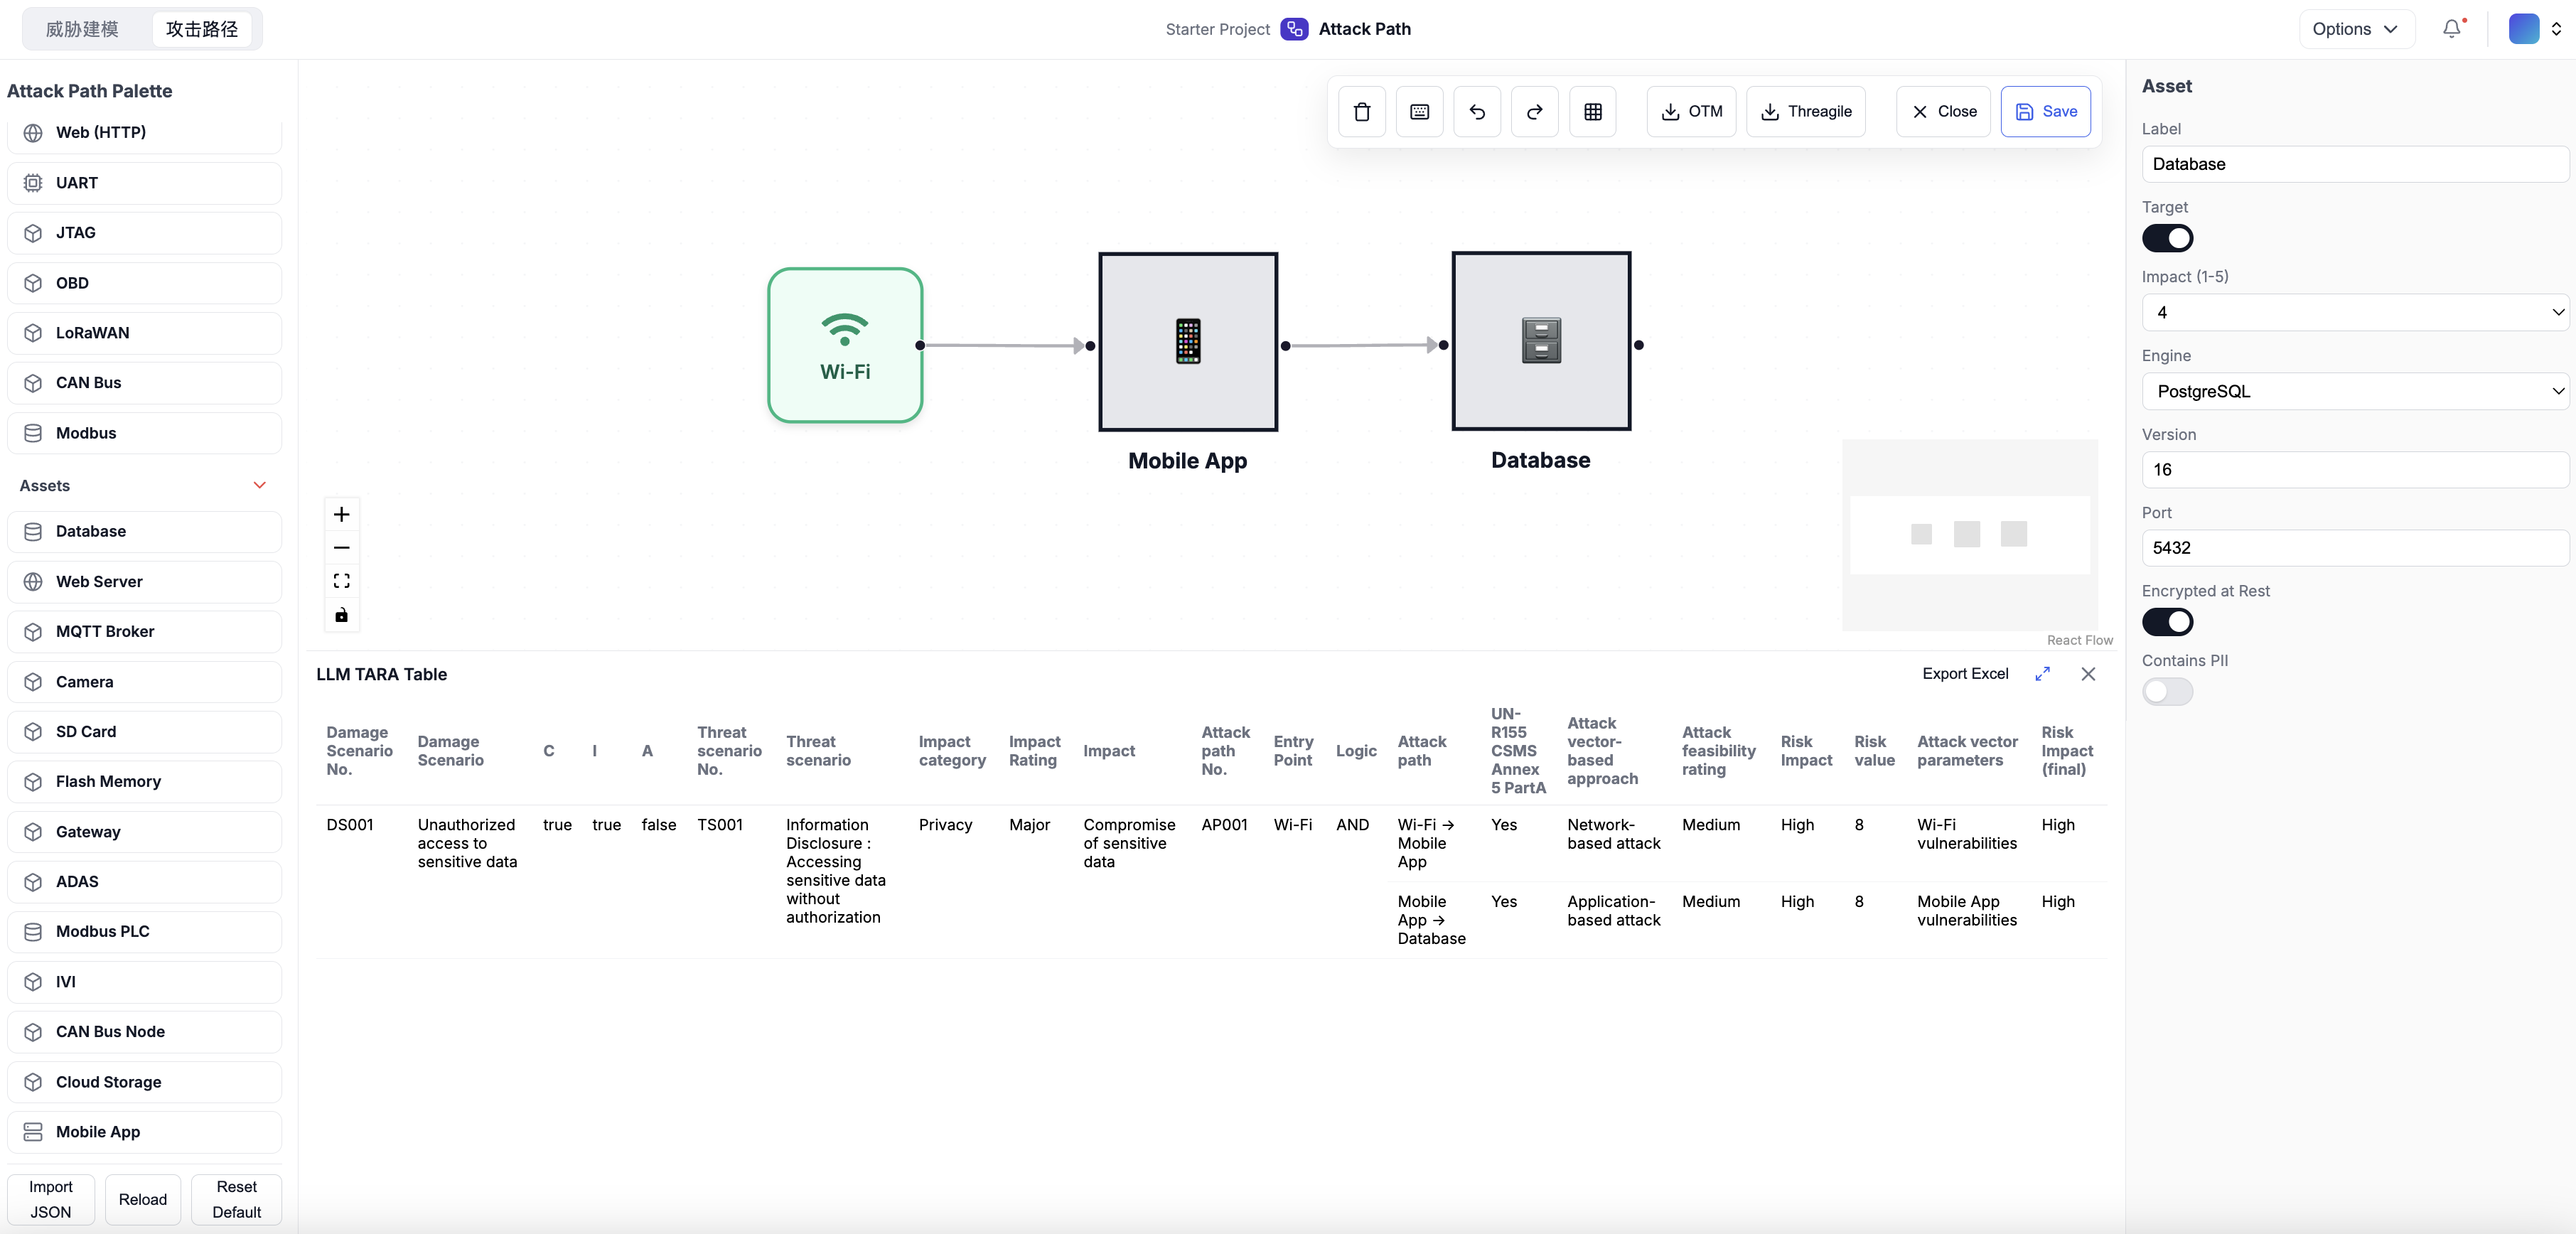 威胁建模
攻击路径
Starter Project
Attack Path
Options
Attack Path Palette
Web (HTTP)
UART
JTAG
OBD
LoRaWAN
CAN Bus
Modbus
Assets
Database
Web Server
MQTT Broker
Camera
SD Card
Flash Memory
Gateway
ADAS
Modbus PLC
IVI
CAN Bus Node
Cloud Storage
Mobile App
Import
JSON
Reload
Reset
Default
OTM
Threagile
Close
Save
Wi-Fi
Mobile App
Database
React Flow
LLM TARA Table
Export Excel
Damage
Scenario
No.
Damage
Scenario
C
I
A
Threat
scenario
No.
Threat
scenario
Impact
category
Impact
Rating
Impact
Attack
path
No.
Entry
Point
Logic
Attack
path
UN-
R155
CSMS
Annex
5 PartA
Attack
vector-
based
approach
Attack
feasibility
rating
Risk
Impact
Risk
value
Attack vector
parameters
Risk
Impact
(final)
DS001
Unauthorized
access to
sensitive data
true
true
false
TS001
Information
Disclosure :
Accessing
sensitive data
without
authorization
Privacy
Major
Compromise
of sensitive
data
AP001
Wi-Fi
AND
Wi-Fi →
Mobile
App
Yes
Network-
based attack
Medium
High
8
Wi-Fi
vulnerabilities
High
Mobile
App →
Database
Yes
Application-
based attack
Medium
High
8
Mobile App
vulnerabilities
High
Asset
Label
Database
Target
Impact (1-5)
4
Engine
PostgreSQL
Version
16
Port
5432
Encrypted at Rest
Contains PII